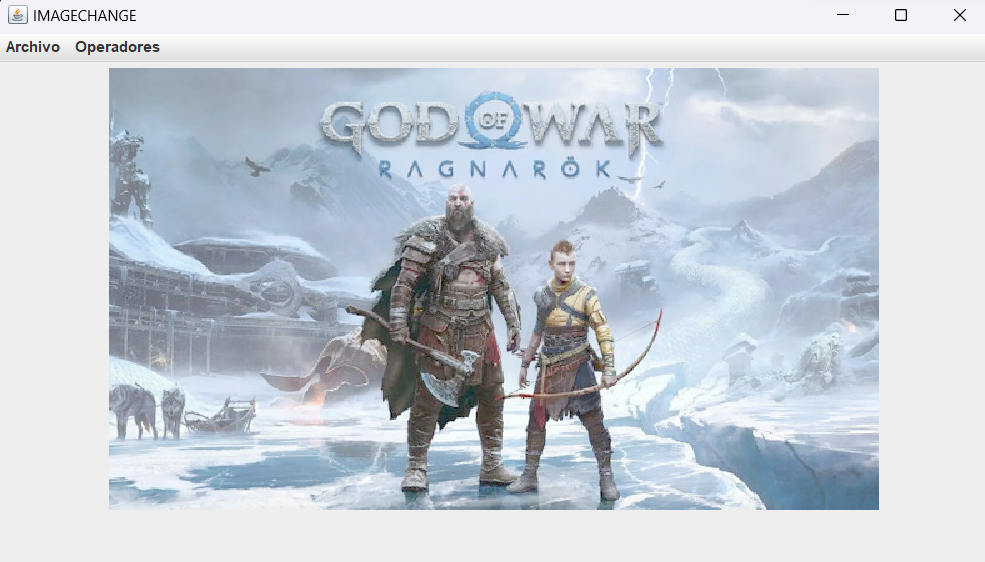 IMAGECHANGE
Archivo Operadores
GOD OF WAR
RAGNARÖK